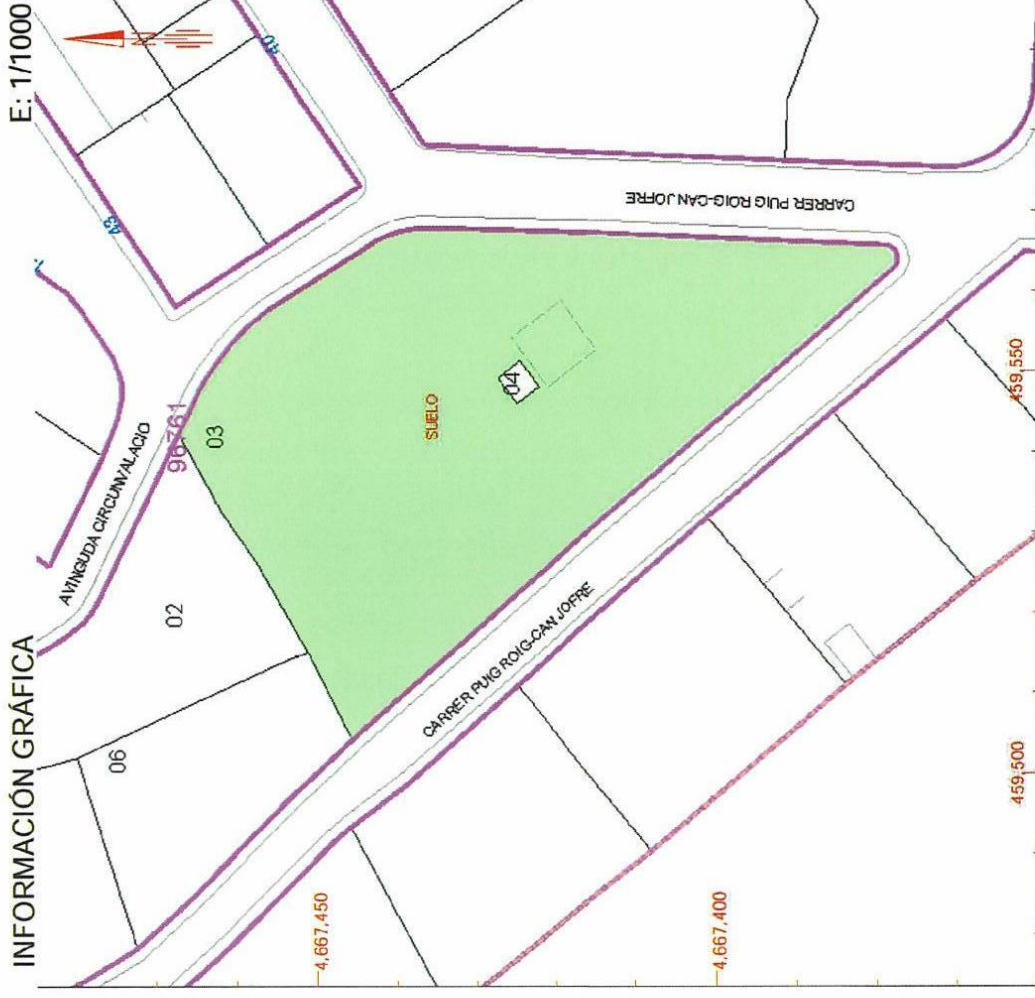 INFORMACIÓN GRÁFICA
E: 1/1000
N
40
43
AVINGUDA CIRCUNVALACIO
96761
03
02
06
SUELO
04
CARRER PUIG ROIG-CAN JOFRE
CARRER PUIG ROIG-CAN JOFRE
4,667,450
4,667,400
459,500
459,550